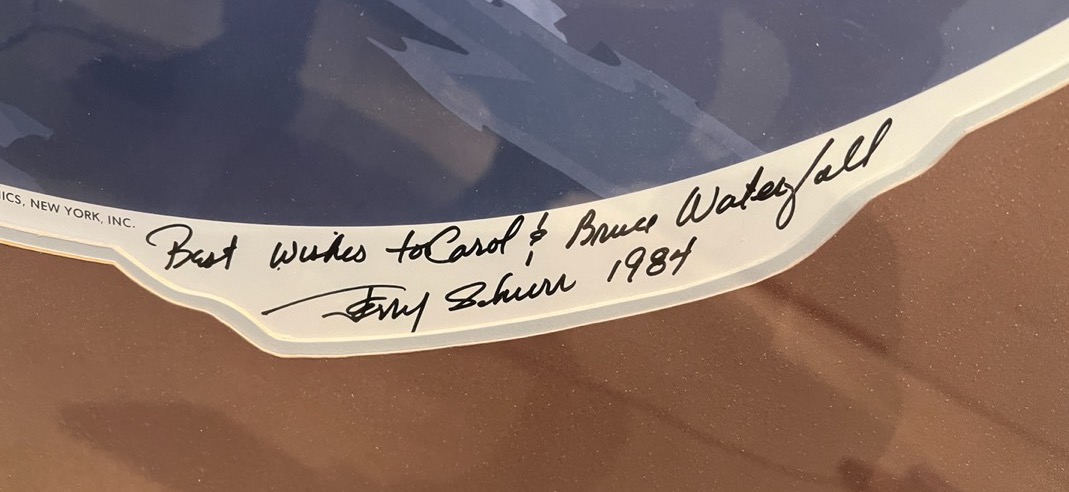 ICS, NEW YORK, INC.
Best Wishes to Carol & Bruce Waterfall
Jerry Schurr 1984